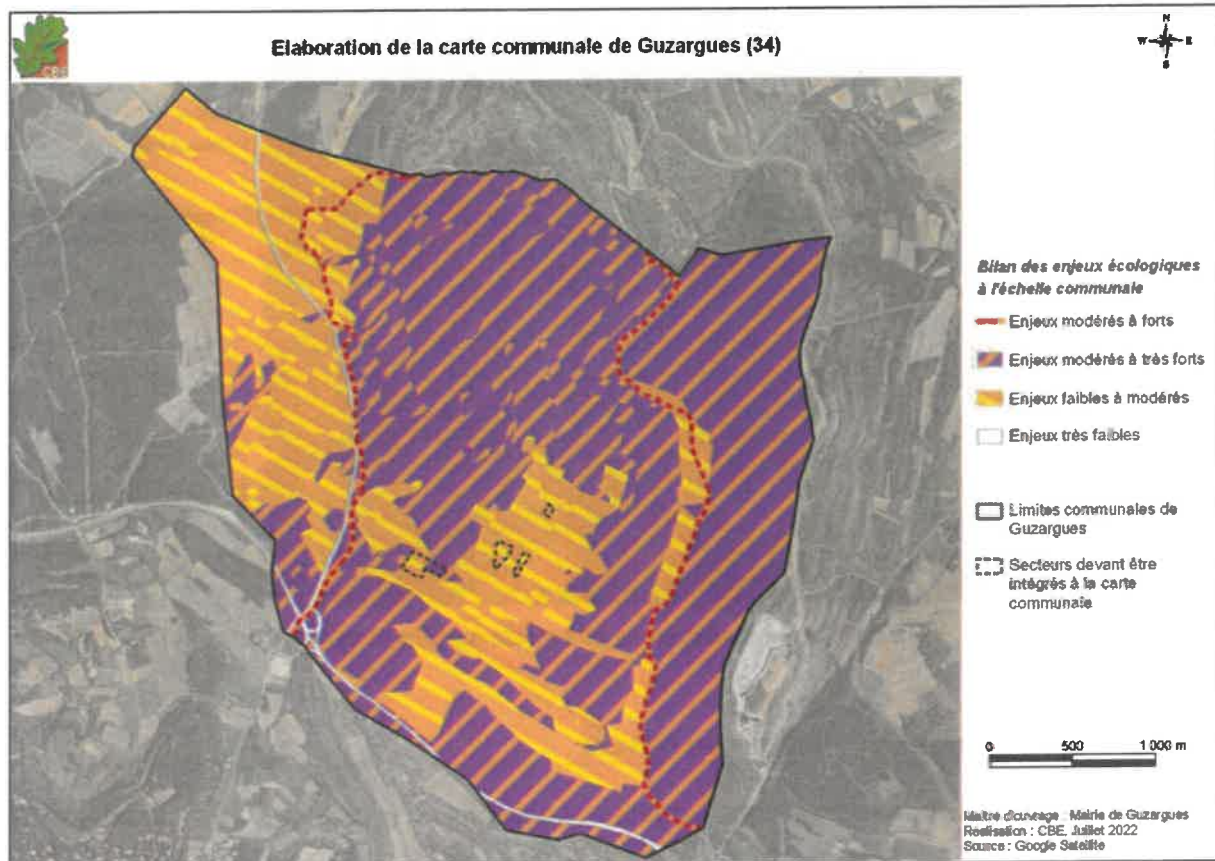 CBE
Elaboration de la carte communale de Guzargues (34)
N
W E
S
Bilan des enjeux écologiques
à l'échelle communale
Enjeux modérés à forts
Enjeux modérés à très forts
Enjeux faibles à modérés
Enjeux très faibles
Limites communales de
Guzargues
Secteurs devant être
intégrés à la carte
communale
0 500 1 000 m
Maître d'ouvrage : Mairie de Guzargues
Réalisation : CBE, Juillet 2022
Source : Google Satellite